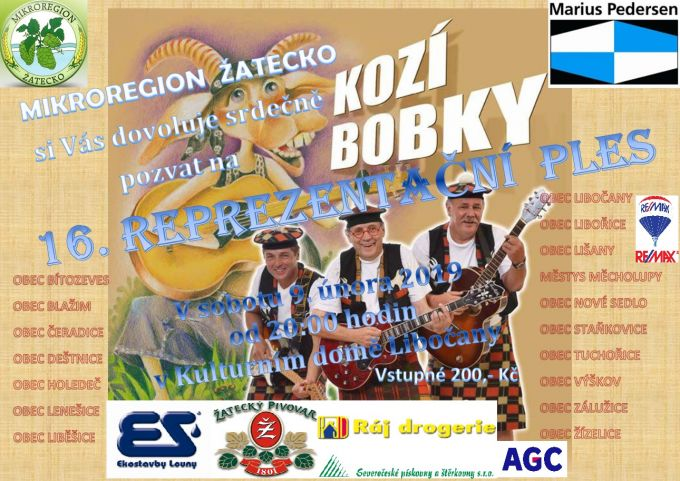 MIKROREGION
ŽATECKO
Marius Pedersen
MIKROREGION ŽATECKO
si Vás dovoluje srdečně
pozvat na
KOZÍ
BOBKY
16. REPREZENTAČNÍ PLES
v sobotu 9. února 2019
od 20:00 hodin
v Kulturním domě Libočany
Vstupné 200,- Kč
OBEC BÍTOZEVES
OBEC BLAŽIM
OBEC ČERADICE
OBEC DEŠTNICE
OBEC HOLEDEČ
OBEC LENEŠICE
OBEC LIBĚŠICE
OBEC LIBOČANY
OBEC LIBOŘICE
OBEC LIŠANY
MĚSTYS MĚCHOLUPY
OBEC NOVÉ SEDLO
OBEC STAŇKOVICE
OBEC TUCHOŘICE
OBEC VÝŠKOV
OBEC ZÁLUŽICE
OBEC ŽÍZELICE
RE/MAX
RE/MAX
ES
Ekostavby Louny
ŽATECKÝ PIVOVAR
Ž
1801
Ráj drogerie
Severočeské pískovny a štěrkovny s.r.o.
AGC